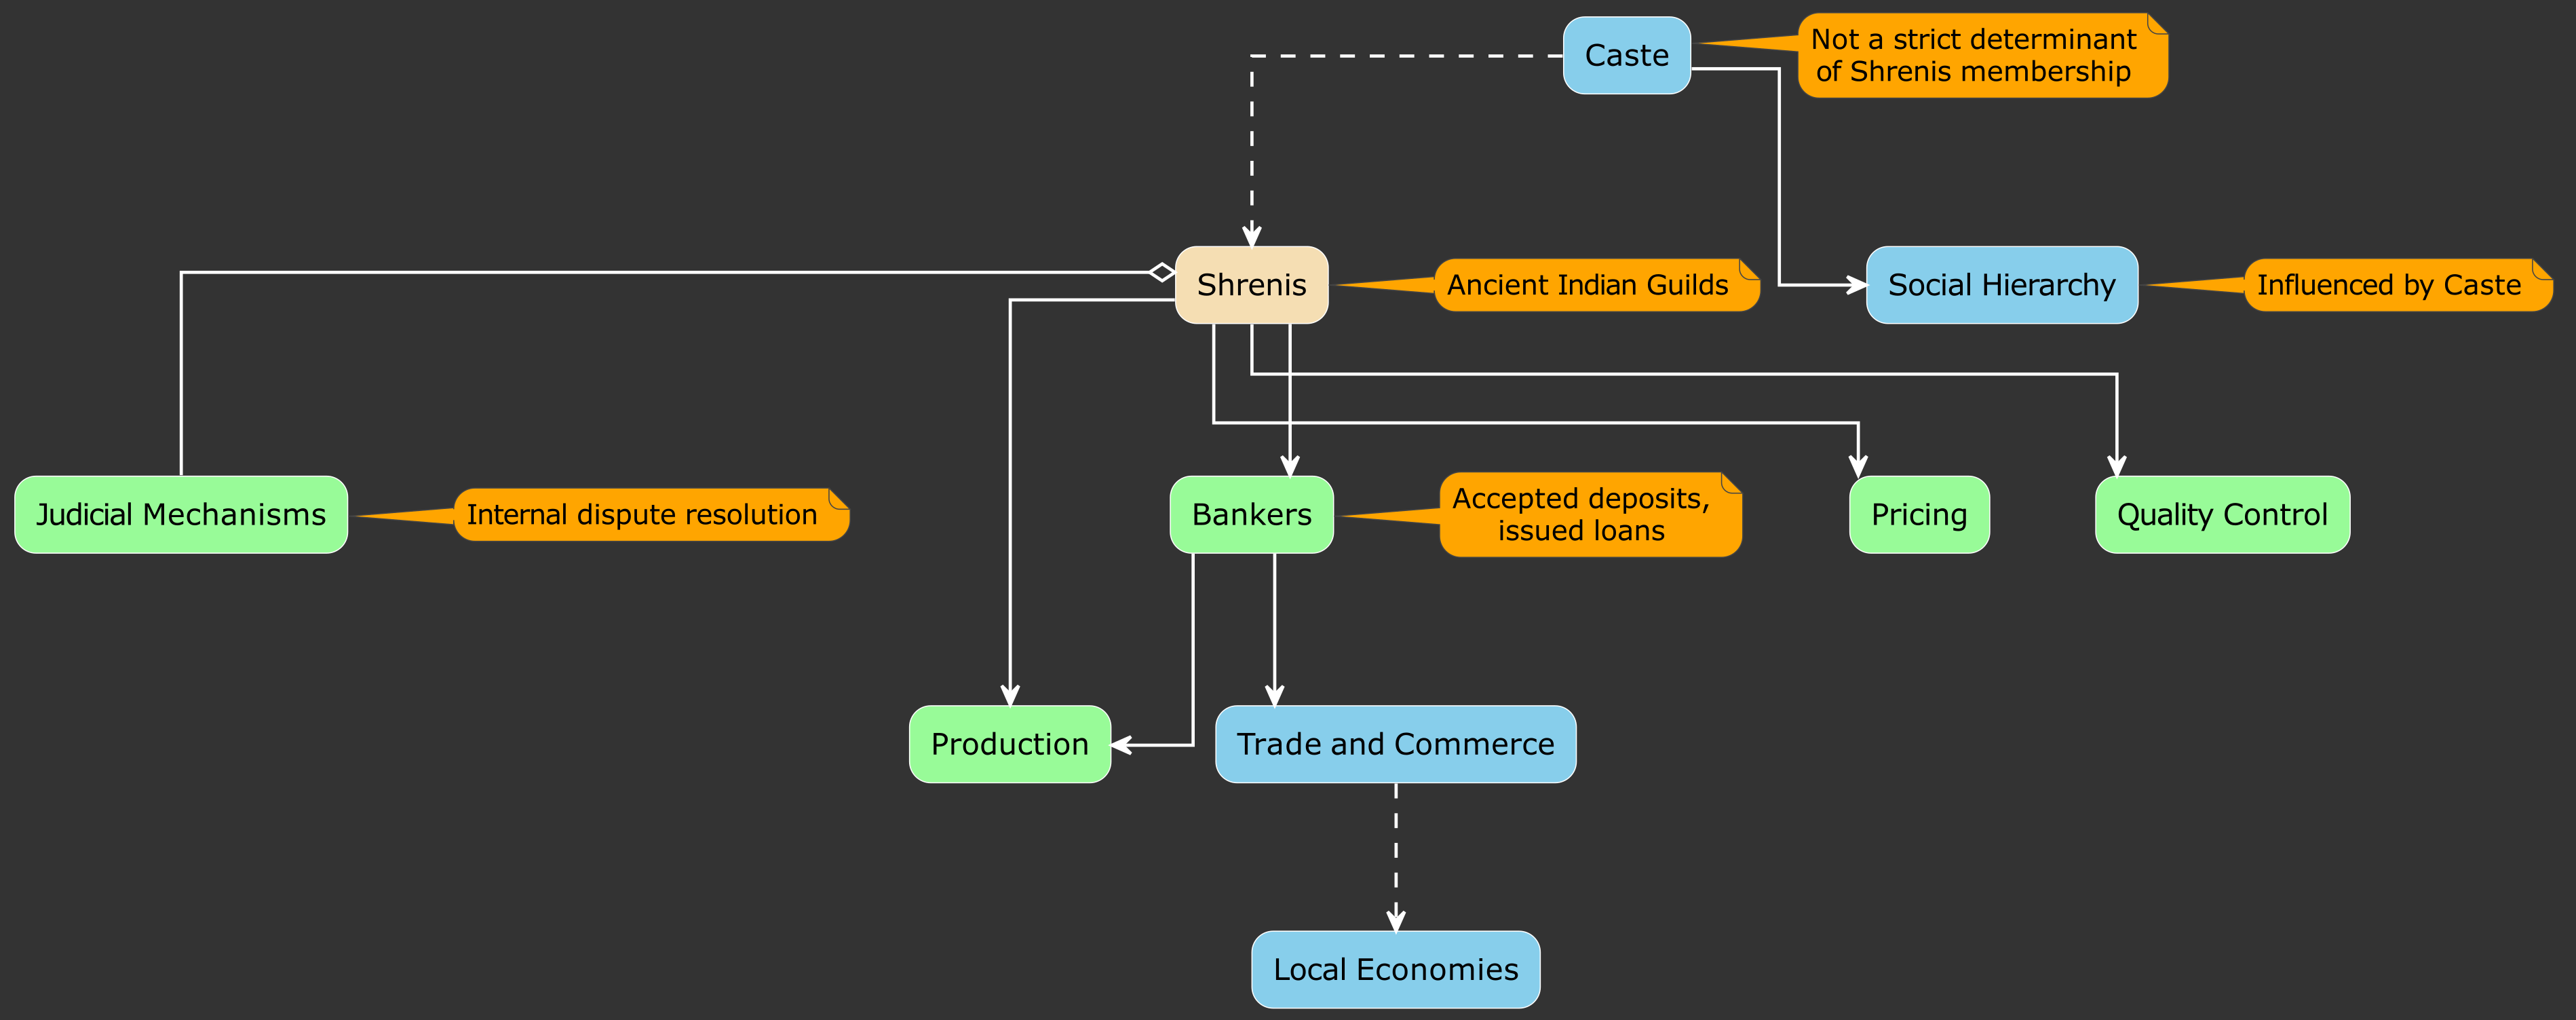 Caste
Not a strict determinant
of Shrenis membership
Shrenis
Ancient Indian Guilds
Social Hierarchy
Influenced by Caste
Judicial Mechanisms
Internal dispute resolution
Bankers
Accepted deposits,
issued loans
Pricing
Quality Control
Production
Trade and Commerce
Local Economies